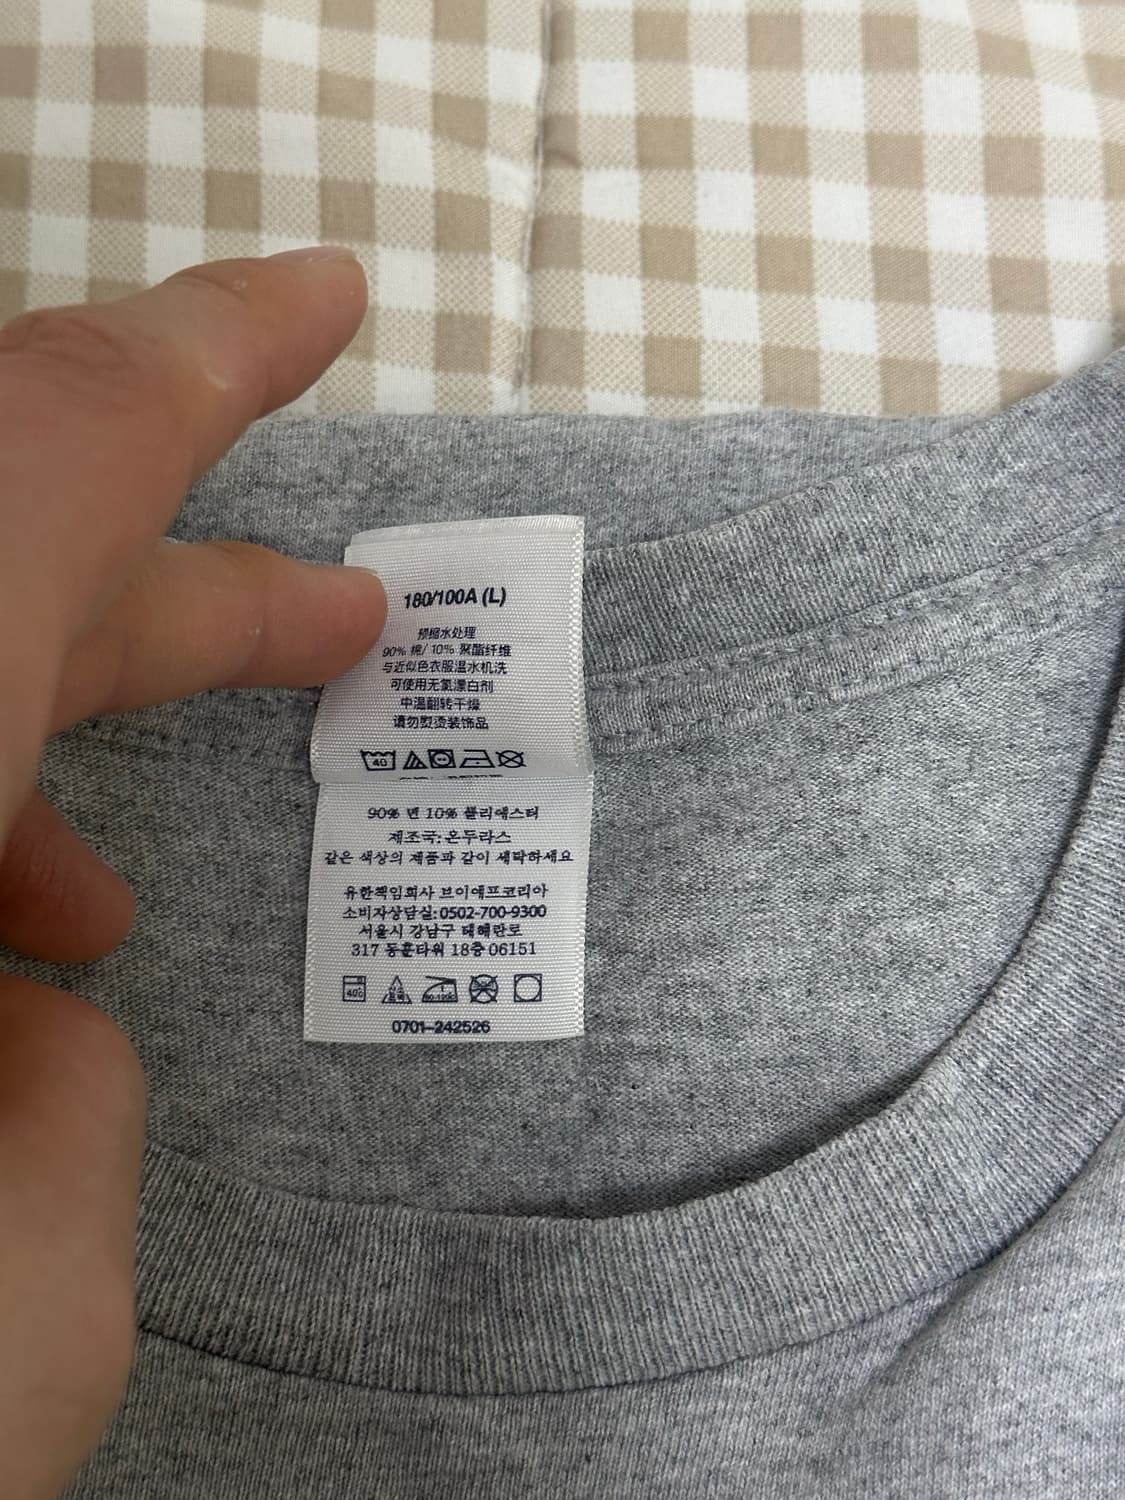 180/100A (L)
预缩水处理
90% 棉/ 10% 聚酯纤维
与近似色衣服温水机洗
可使用无氯漂白剂
中温翻转干燥
请勿熨烫装饰品
40
90% 면 10% 폴리에스터
제조국: 온두라스
같은 색상의 제품과 같이 세탁하세요
유한책임회사 브이에프코리아
소비자상담실: 0502-700-9300
서울시 강남구 테헤란로
317 동훈타워 18층 06151
40℃
0701-242526